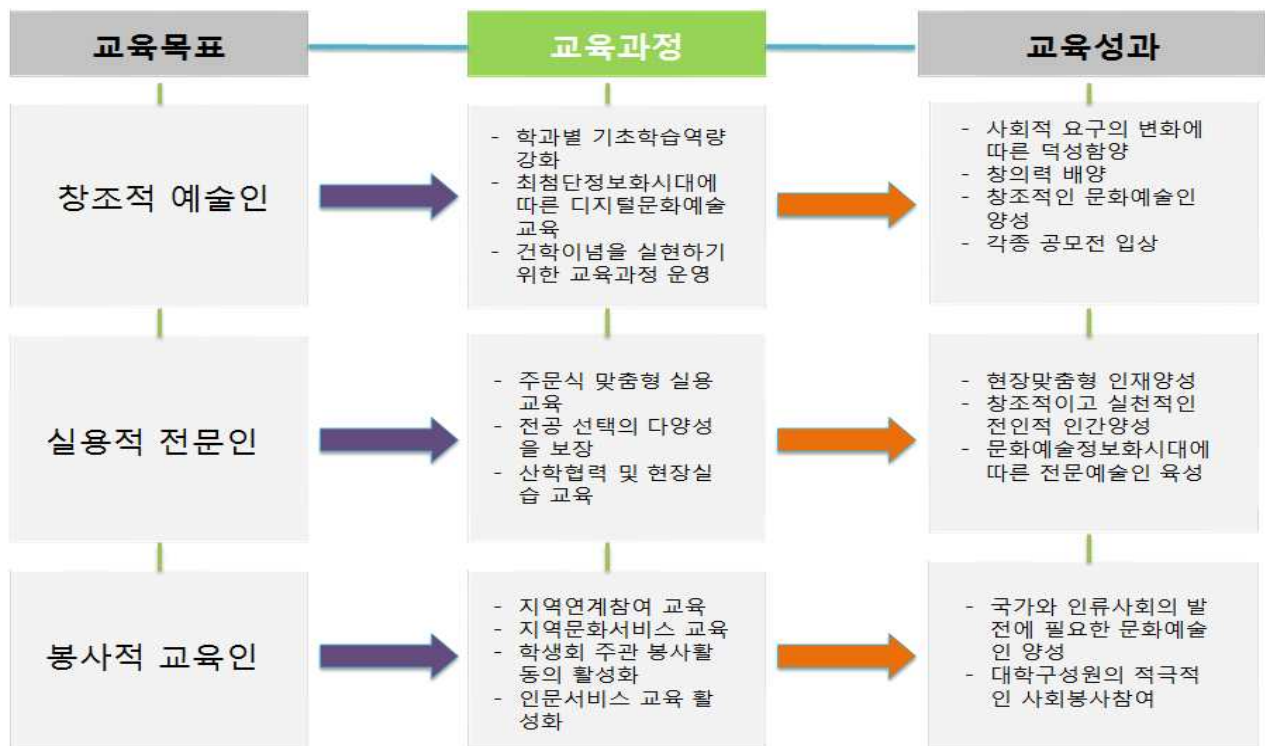 교육목표
교육과정
교육성과
창조적 예술인
- 학과별 기초학습역량
강화
- 최첨단정보화시대에
따른 디지털문화예술
교육
- 건학이념을 실현하기
위한 교육과정 운영
- 사회적 요구의 변화에
따른 덕성함양
- 창의력 배양
- 창조적인 문화예술인
양성
- 각종 공모전 입상
실용적 전문인
- 주문식 맞춤형 실용
교육
- 전공 선택의 다양성
을 보장
- 산학협력 및 현장실
습 교육
- 현장맞춤형 인재양성
- 창조적이고 실천적인
전인적 인간양성
- 문화예술정보화시대에
따른 전문예술인 육성
봉사적 교육인
- 지역연계참여 교육
- 지역문화서비스 교육
- 학생회 주관 봉사활
동의 활성화
- 인문서비스 교육 활
성화
- 국가와 인류사회의 발
전에 필요한 문화예술
인 양성
- 대학구성원의 적극적
인 사회봉사참여